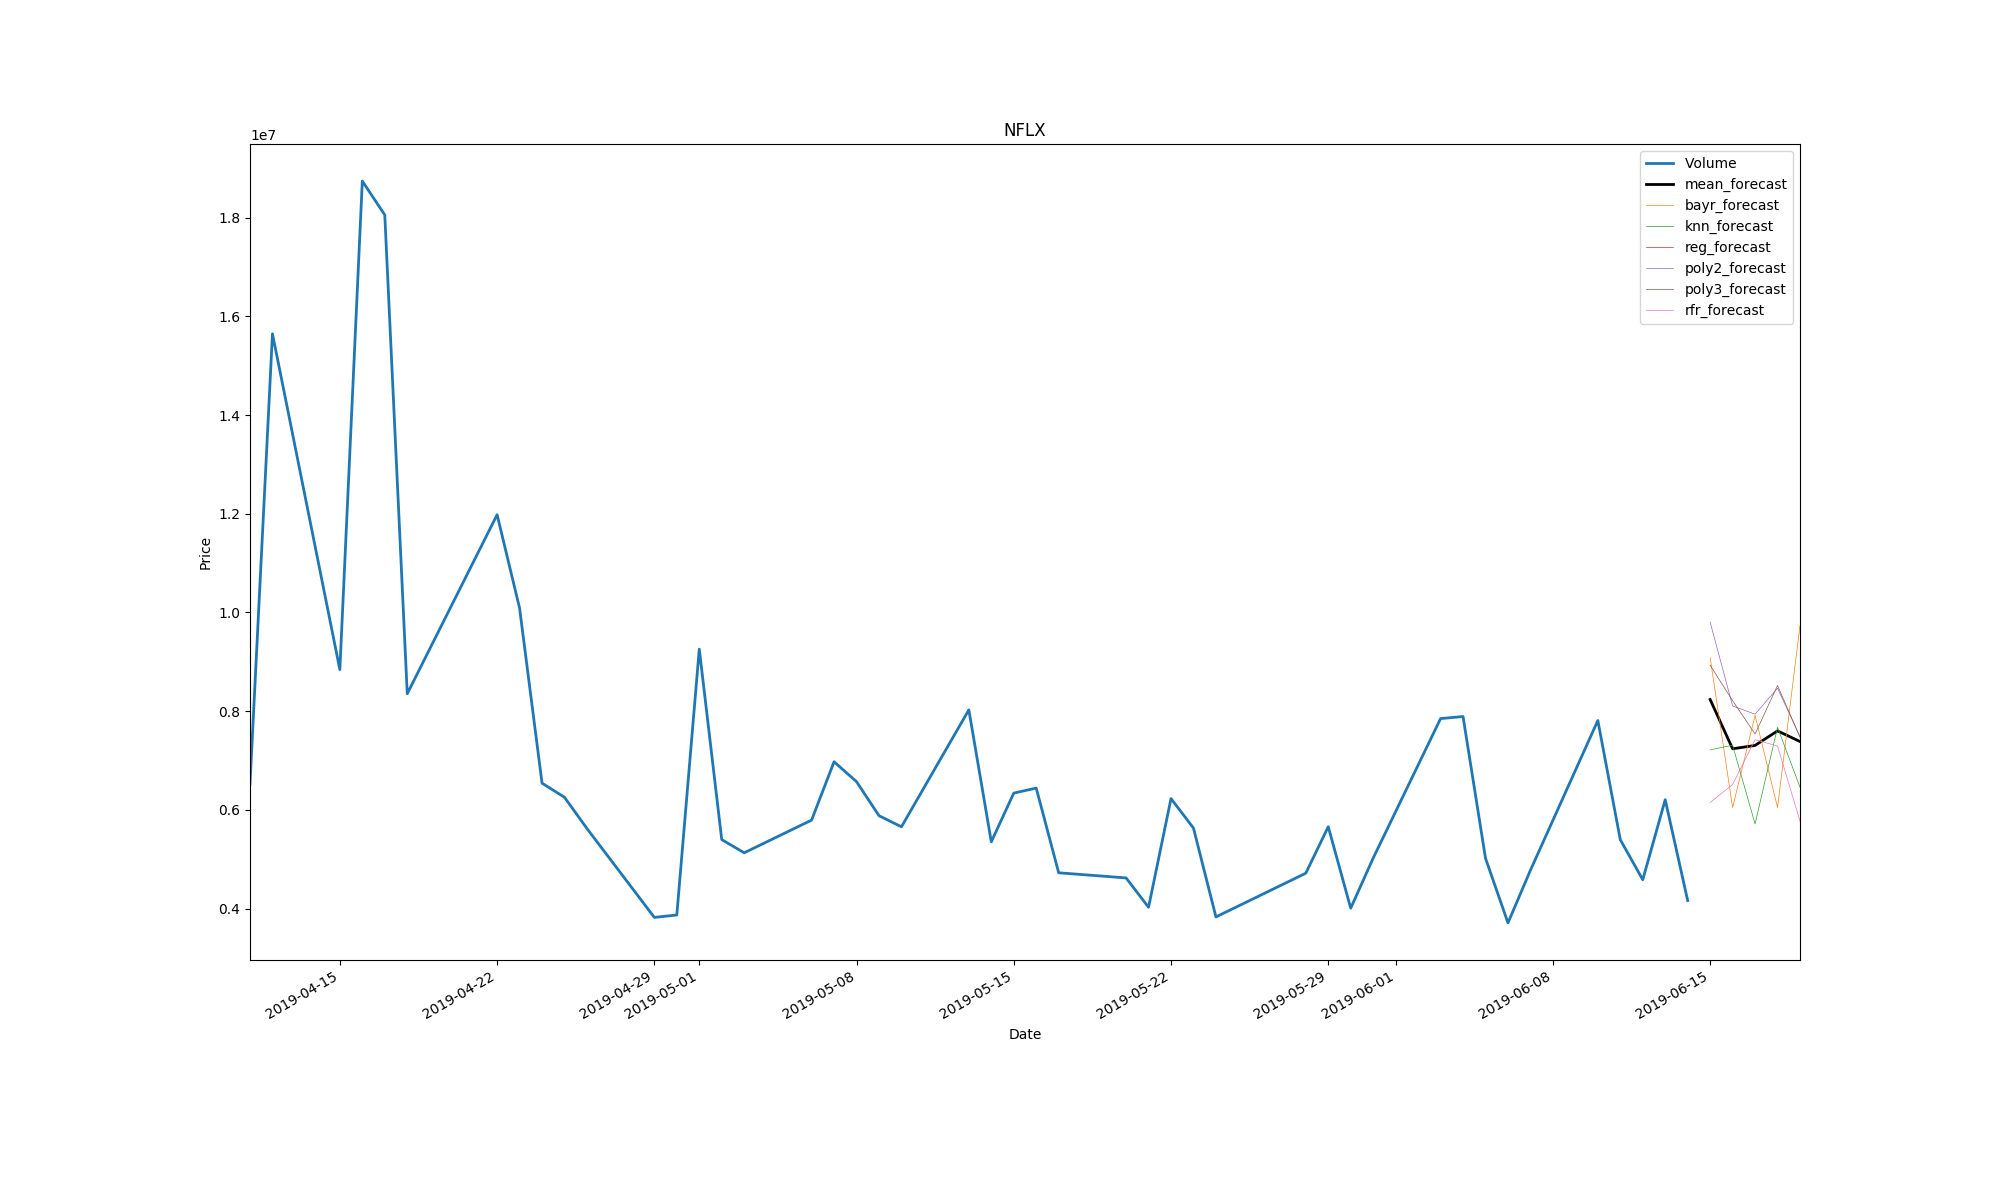 NFLX
1e7
Volume
mean_forecast
bayr_forecast
knn_forecast
reg_forecast
poly2_forecast
poly3_forecast
rfr_forecast
1.8
1.6
1.4
1.2
1.0
0.8
0.6
0.4
Price
2019-04-15
2019-04-22
2019-04-29
2019-05-01
2019-05-08
2019-05-15
2019-05-22
2019-05-29
2019-06-01
2019-06-08
2019-06-15
Date